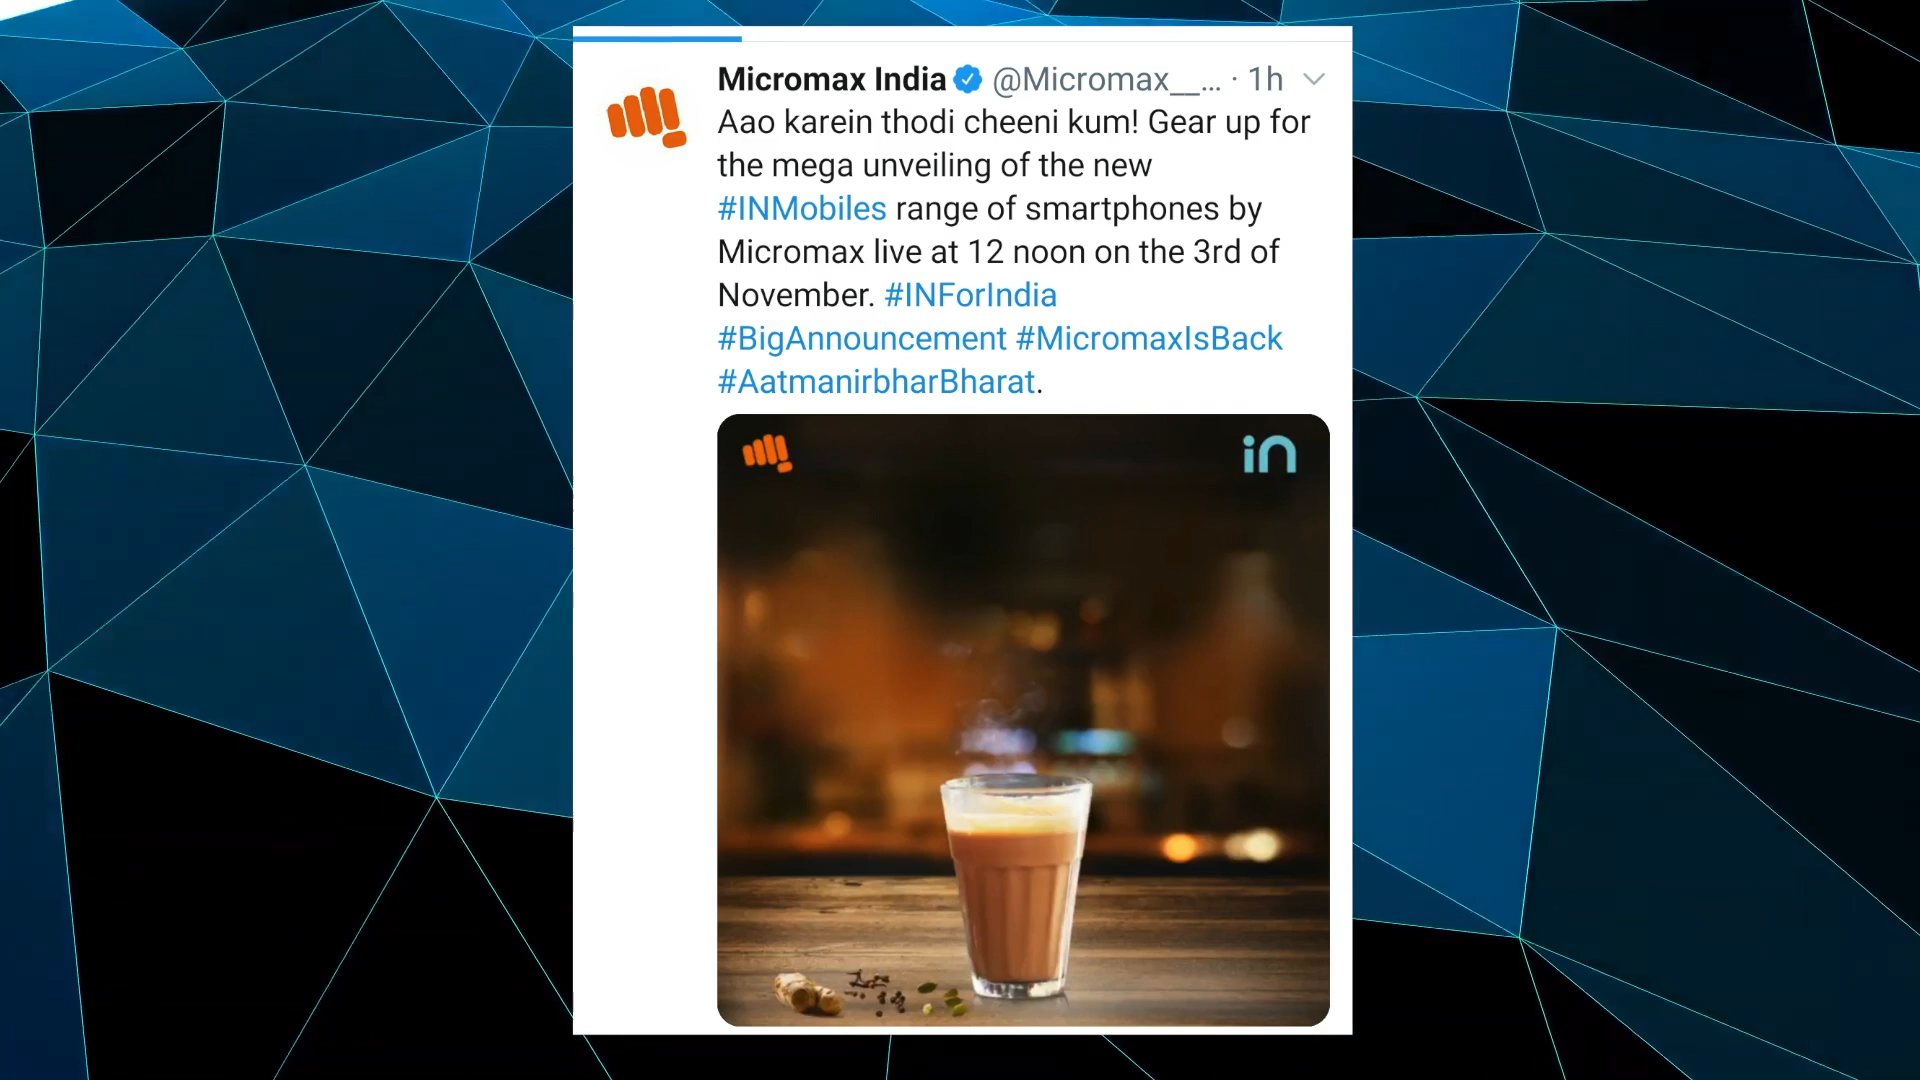 Micromax India @Micromax__... · 1h
Aao karein thodi cheeni kum! Gear up for
the mega unveiling of the new
#INMobiles range of smartphones by
Micromax live at 12 noon on the 3rd of
November. #INForIndia
#BigAnnouncement #MicromaxIsBack
#AatmanirbharBharat.
in